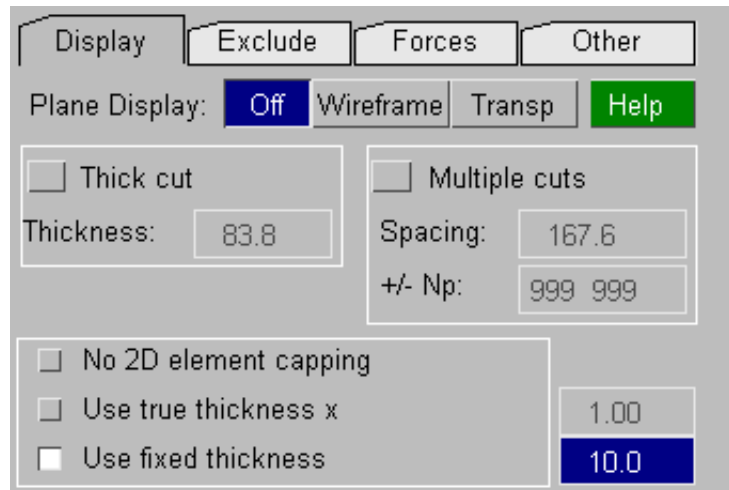 Display Exclude Forces Other
Plane Display: Off Wireframe Transp Help
Thick cut
Thickness: 83.8
Multiple cuts
Spacing: 167.6
+/- Np: 999 999
No 2D element capping
Use true thickness x 1.00
Use fixed thickness 10.0